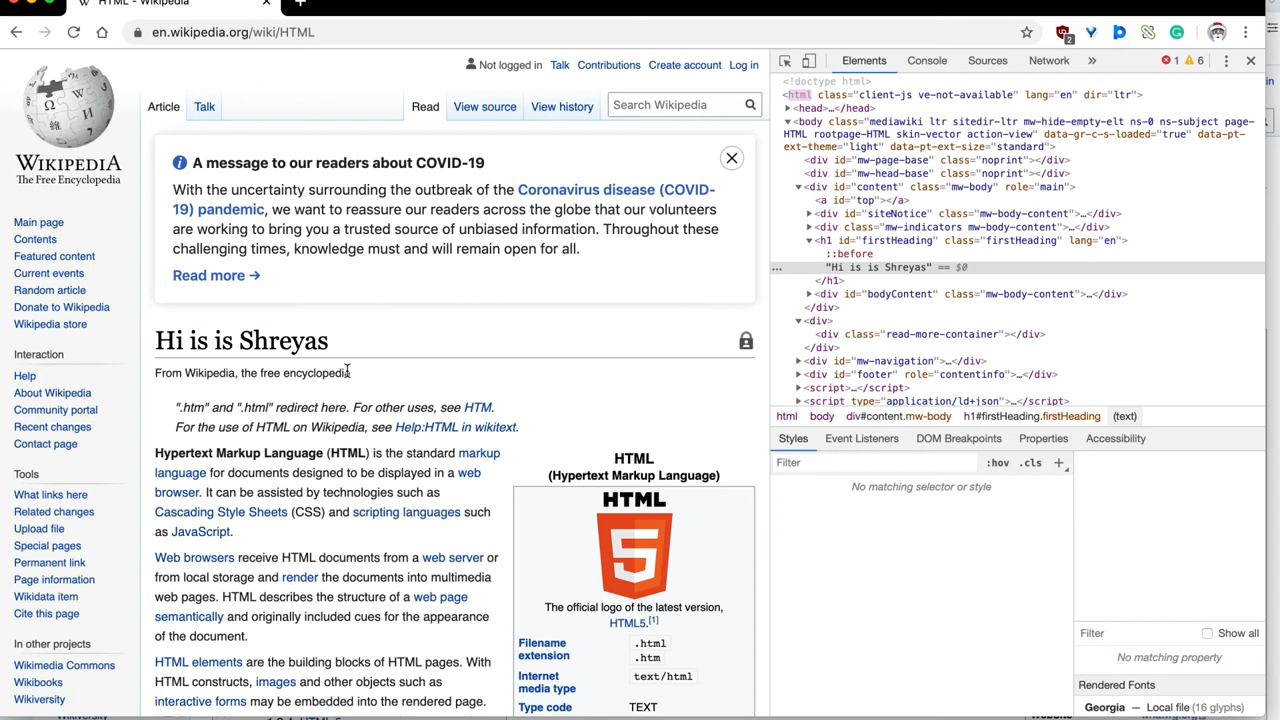 HTML - Wikipedia
en.wikipedia.org/wiki/HTML
2
WIKIPEDIA
The Free Encyclopedia
Main page
Contents
Featured content
Current events
Random article
Donate to Wikipedia
Wikipedia store
Interaction
Help
About Wikipedia
Community portal
Recent changes
Contact page
Tools
What links here
Related changes
Upload file
Special pages
Permanent link
Page information
Wikidata item
Cite this page
In other projects
Wikimedia Commons
Wikibooks
Wikiversity
Not logged in Talk Contributions Create account Log in
Article Talk Read View source View history Search Wikipedia
A message to our readers about COVID-19
With the uncertainty surrounding the outbreak of the Coronavirus disease (COVID-
19) pandemic, we want to reassure our readers across the globe that our volunteers
are working to bring you a trusted source of unbiased information. Throughout these
challenging times, knowledge must and will remain open for all.
Read more →
Hi is is Shreyas
From Wikipedia, the free encyclopedia
".htm" and ".html" redirect here. For other uses, see HTM.
For the use of HTML on Wikipedia, see Help:HTML in wikitext.
Hypertext Markup Language (HTML) is the standard markup
language for documents designed to be displayed in a web
browser. It can be assisted by technologies such as
Cascading Style Sheets (CSS) and scripting languages such
as JavaScript.
Web browsers receive HTML documents from a web server or
from local storage and render the documents into multimedia
web pages. HTML describes the structure of a web page
semantically and originally included cues for the appearance
of the document.
HTML elements are the building blocks of HTML pages. With
HTML constructs, images and other objects such as
interactive forms may be embedded into the rendered page.
HTML
(Hypertext Markup Language)
HTML
5
The official logo of the latest version,
HTML5.[1]
Filename extension .html
.htm
Internet media type text/html
Type code TEXT
Elements Console Sources Network » 1 6
<!doctype html>
<html class="client-js ve-not-available" lang="en" dir="ltr">
<head>…</head>
<body class="mediawiki ltr sitedir-ltr mw-hide-empty-elt ns-0 ns-subject page-
HTML rootpage-HTML skin-vector action-view" data-gr-c-s-loaded="true" data-pt-
ext-theme="light" data-pt-ext-size="standard">
<div id="mw-page-base" class="noprint"></div>
<div id="mw-head-base" class="noprint"></div>
<div id="content" class="mw-body" role="main">
<a id="top"></a>
<div id="siteNotice" class="mw-body-content">…</div>
<div class="mw-indicators mw-body-content">…</div>
<h1 id="firstHeading" class="firstHeading" lang="en">
::before
… "Hi is is Shreyas" == $0
</h1>
<div id="bodyContent" class="mw-body-content">…</div>
</div>
<div>
<div class="read-more-container"></div>
</div>
<div id="mw-navigation">…</div>
<div id="footer" role="contentinfo">…</div>
<script>…</script>
<script type="application/ld+json">…</script>
html body div#content.mw-body h1#firstHeading.firstHeading (text)
Styles Event Listeners DOM Breakpoints Properties Accessibility
Filter :hov .cls +
No matching selector or style
Filter Show all
No matching property
Rendered Fonts
Georgia — Local file (16 glyphs)